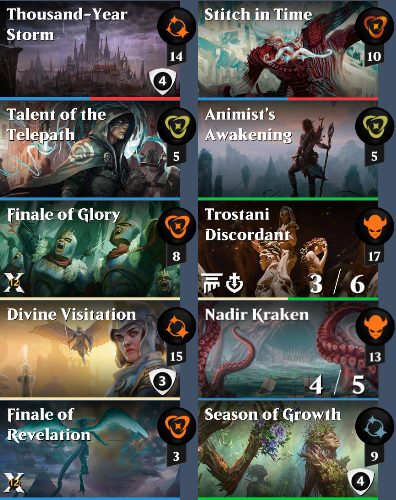 Thousand-Year
Storm
14
4
Stitch in Time
10
Talent of the
Telepath
5
Animist's
Awakening
5
Finale of Glory
8
X
12
Trostani
Discordant
17
3 / 6
Divine Visitation
15
3
Nadir Kraken
13
4 / 5
Finale of
Revelation
3
X
12
Season of Growth
9
4